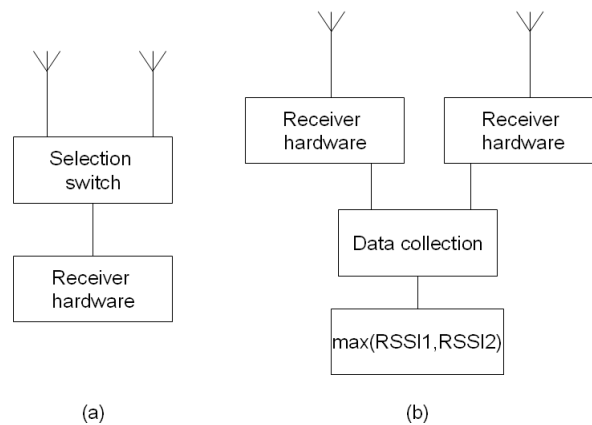 Selection
switch
Receiver
hardware
(a)
Receiver
hardware
Receiver
hardware
Data collection
max(RSSI1,RSSI2)
(b)